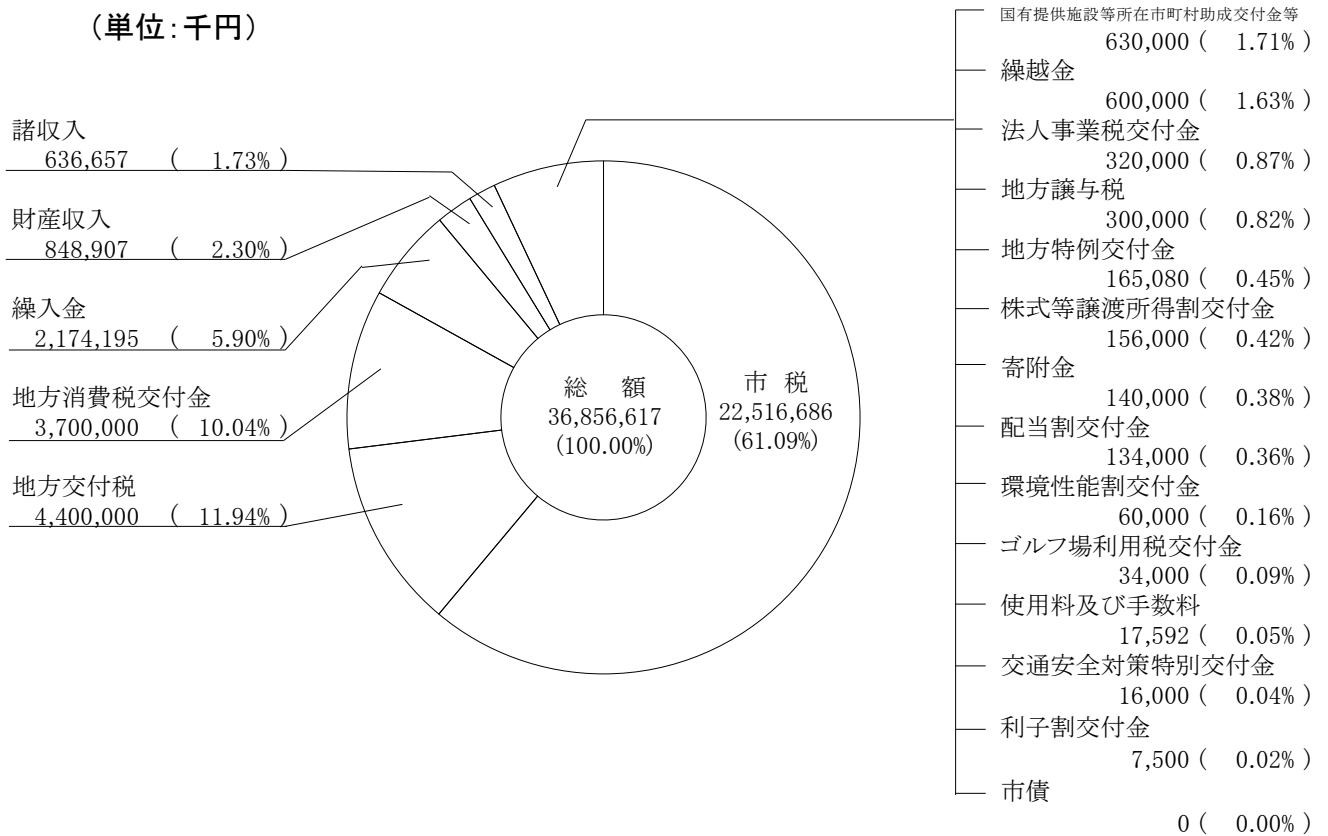 （単位：千円）
諸収入
636,657 （ 1.73% ）
財産収入
848,907 （ 2.30% ）
繰入金
2,174,195 （ 5.90% ）
地方消費税交付金
3,700,000 （ 10.04% ）
地方交付税
4,400,000 （ 11.94% ）
総 額
36,856,617
(100.00%)
市 税
22,516,686
(61.09%)
国有提供施設等所在市町村助成交付金等
630,000 （ 1.71% ）
繰越金
600,000 （ 1.63% ）
法人事業税交付金
320,000 （ 0.87% ）
地方譲与税
300,000 （ 0.82% ）
地方特例交付金
165,080 （ 0.45% ）
株式等譲渡所得割交付金
156,000 （ 0.42% ）
寄附金
140,000 （ 0.38% ）
配当割交付金
134,000 （ 0.36% ）
環境性能割交付金
60,000 （ 0.16% ）
ゴルフ場利用税交付金
34,000 （ 0.09% ）
使用料及び手数料
17,592 （ 0.05% ）
交通安全対策特別交付金
16,000 （ 0.04% ）
利子割交付金
7,500 （ 0.02% ）
市債
0 （ 0.00% ）